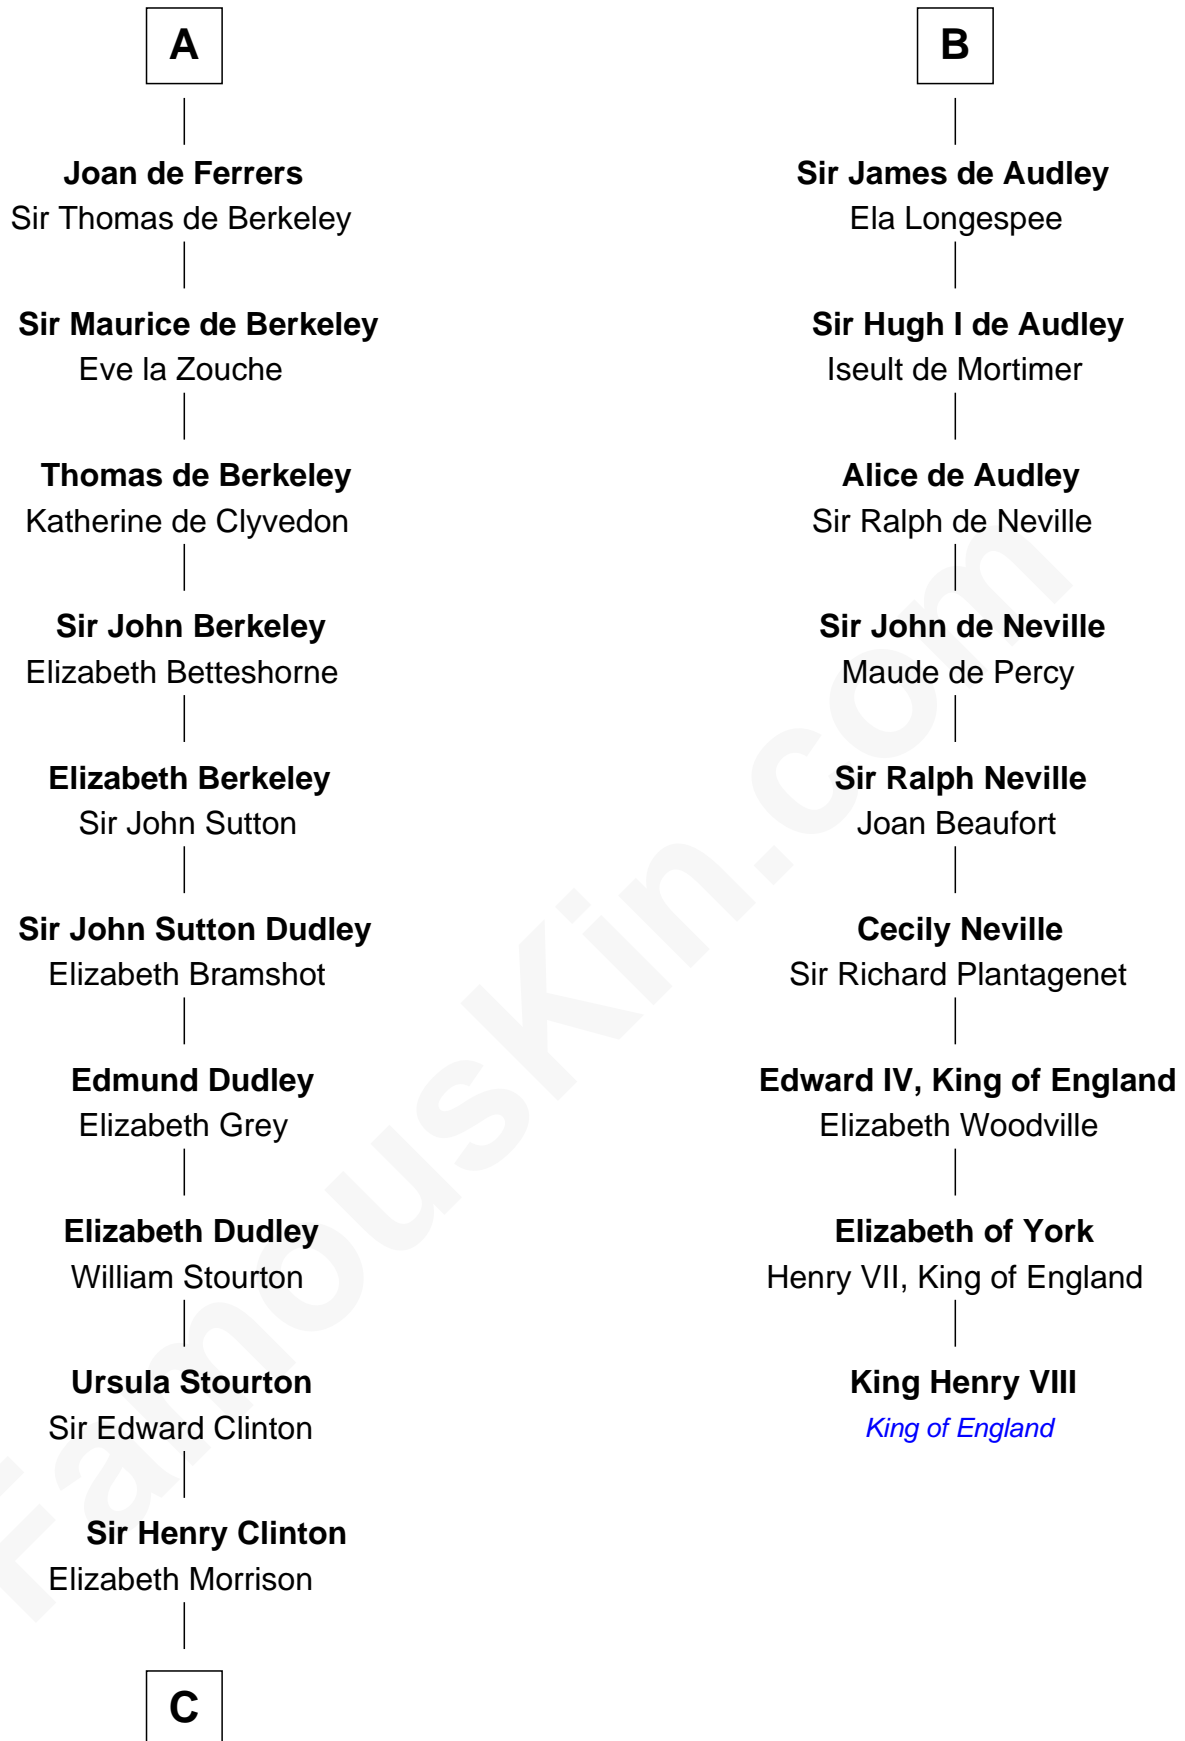 A
Joan de Ferrers
Sir Thomas de Berkeley
Sir Maurice de Berkeley
Eve la Zouche
Thomas de Berkeley
Katherine de Clyvedon
Sir John Berkeley
Elizabeth Betteshorne
Elizabeth Berkeley
Sir John Sutton
Sir John Sutton Dudley
Elizabeth Bramshot
Edmund Dudley
Elizabeth Grey
Elizabeth Dudley
William Stourton
Ursula Stourton
Sir Edward Clinton
Sir Henry Clinton
Elizabeth Morrison
C
B
Sir James de Audley
Ela Longespee
Sir Hugh I de Audley
Iseult de Mortimer
Alice de Audley
Sir Ralph de Neville
Sir John de Neville
Maude de Percy
Sir Ralph Neville
Joan Beaufort
Cecily Neville
Sir Richard Plantagenet
Edward IV, King of England
Elizabeth Woodville
Elizabeth of York
Henry VII, King of England
King Henry VIII
King of England
FamousKin.com